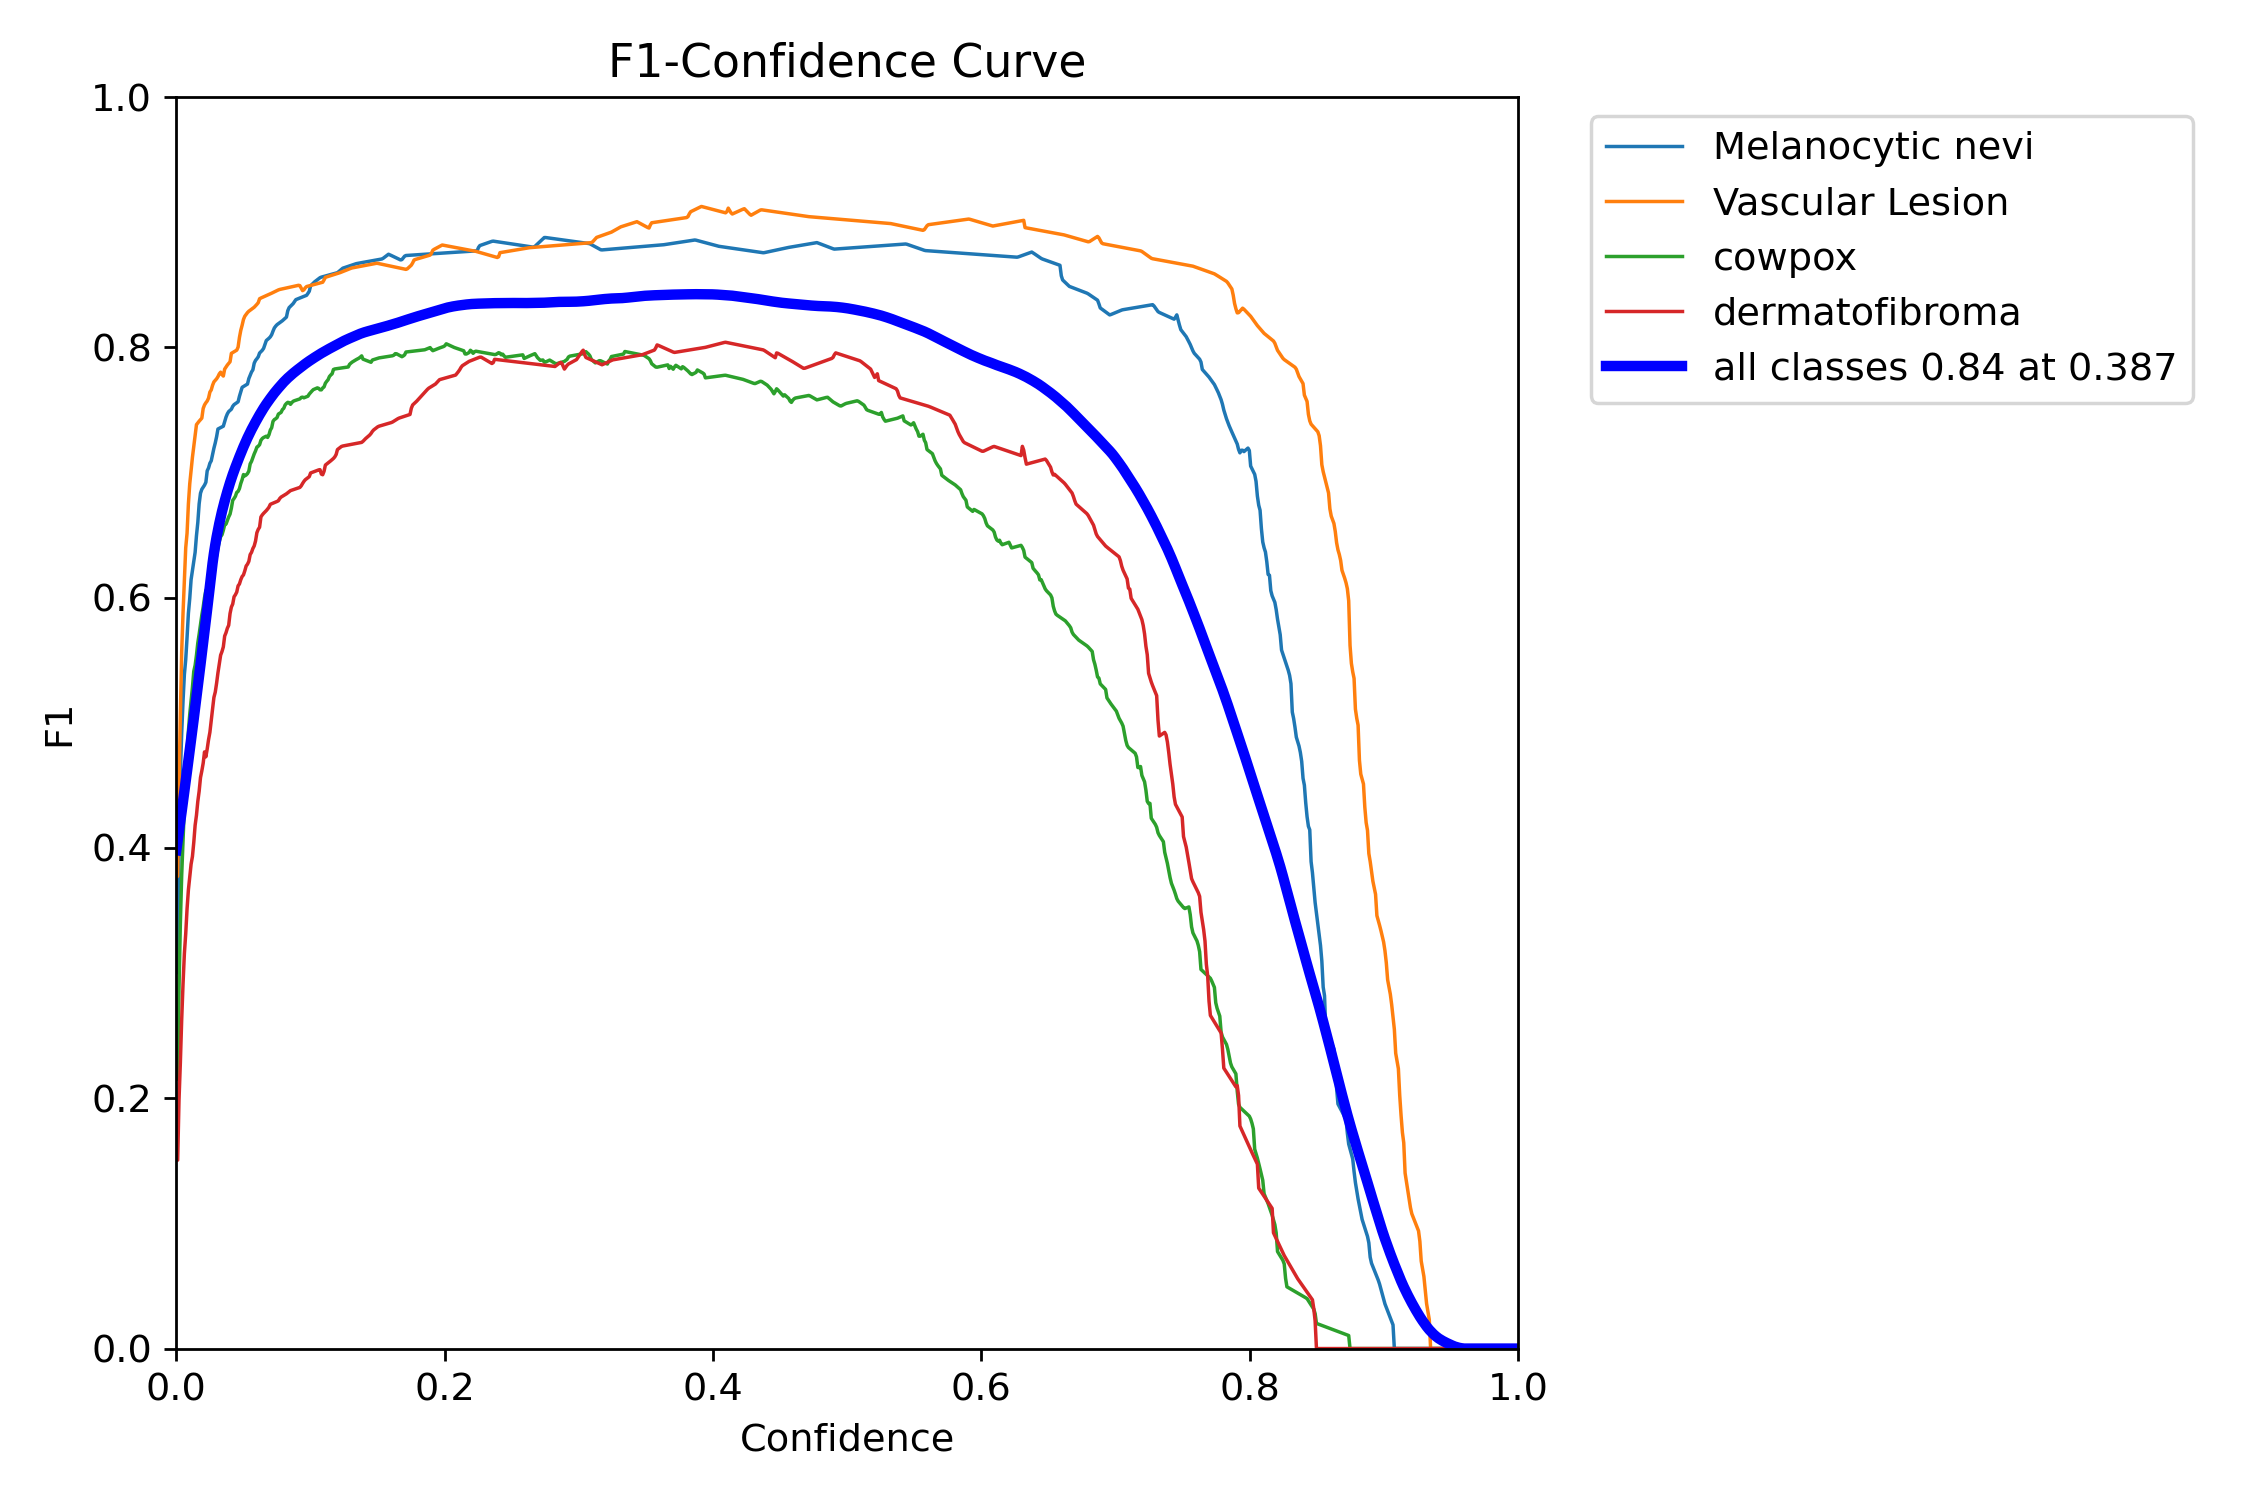 F1-Confidence Curve
1.0
0.8
0.6
0.4
0.2
0.0
F1
0.0 0.2 0.4 0.6 0.8 1.0
Confidence
Melanocytic nevi
Vascular Lesion
cowpox
dermatofibroma
all classes 0.84 at 0.387